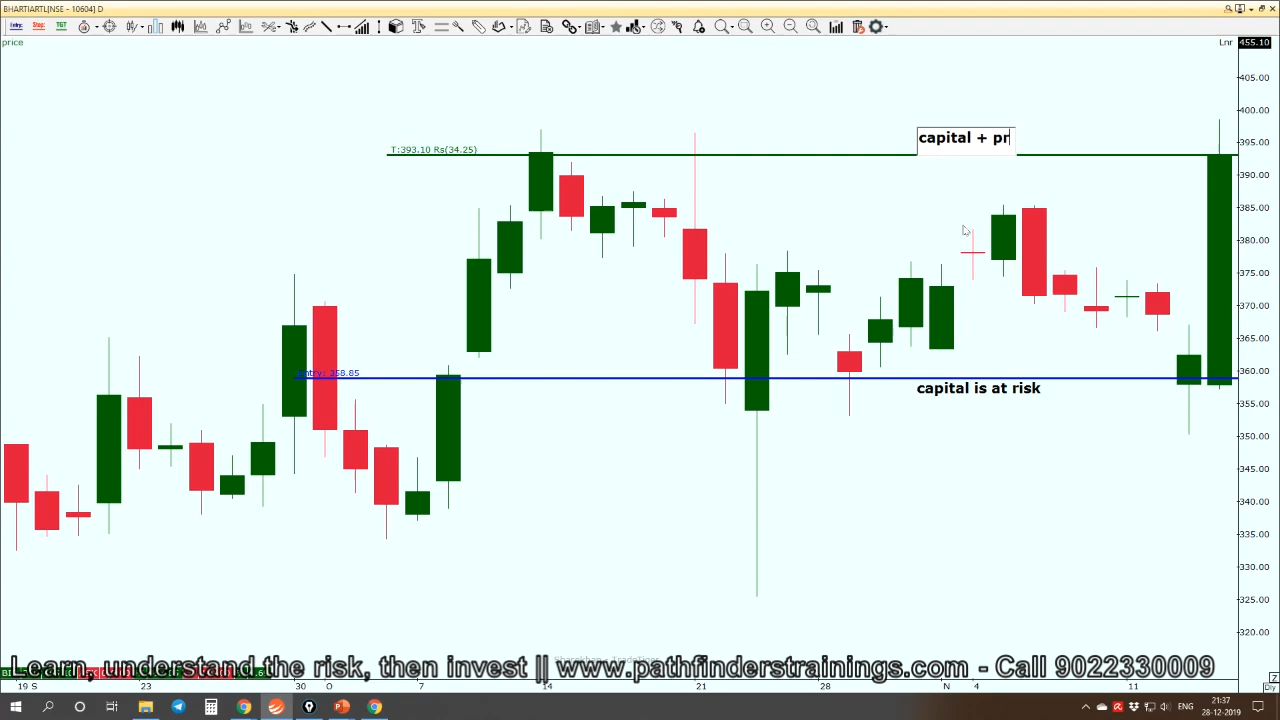 BHARTIARTL[NSE - 10604] D
Entry:
Stop:
TGT
price
Lnr
455.10
405.00
400.00
capital + pr
395.00
T:393.10 Rs(34.25)
390.00
385.00
380.00
375.00
370.00
365.00
360.00
Entry: 358.85
capital is at risk
355.00
350.00
345.00
340.00
335.00
330.00
325.00
320.00
Learn, understand the risk, then invest || www.pathfinderstrainings.com - Call 9022330009
19 S
23
30
O
7
14
21
28
N
4
11
Dly
ENG
21:37
28-12-2019